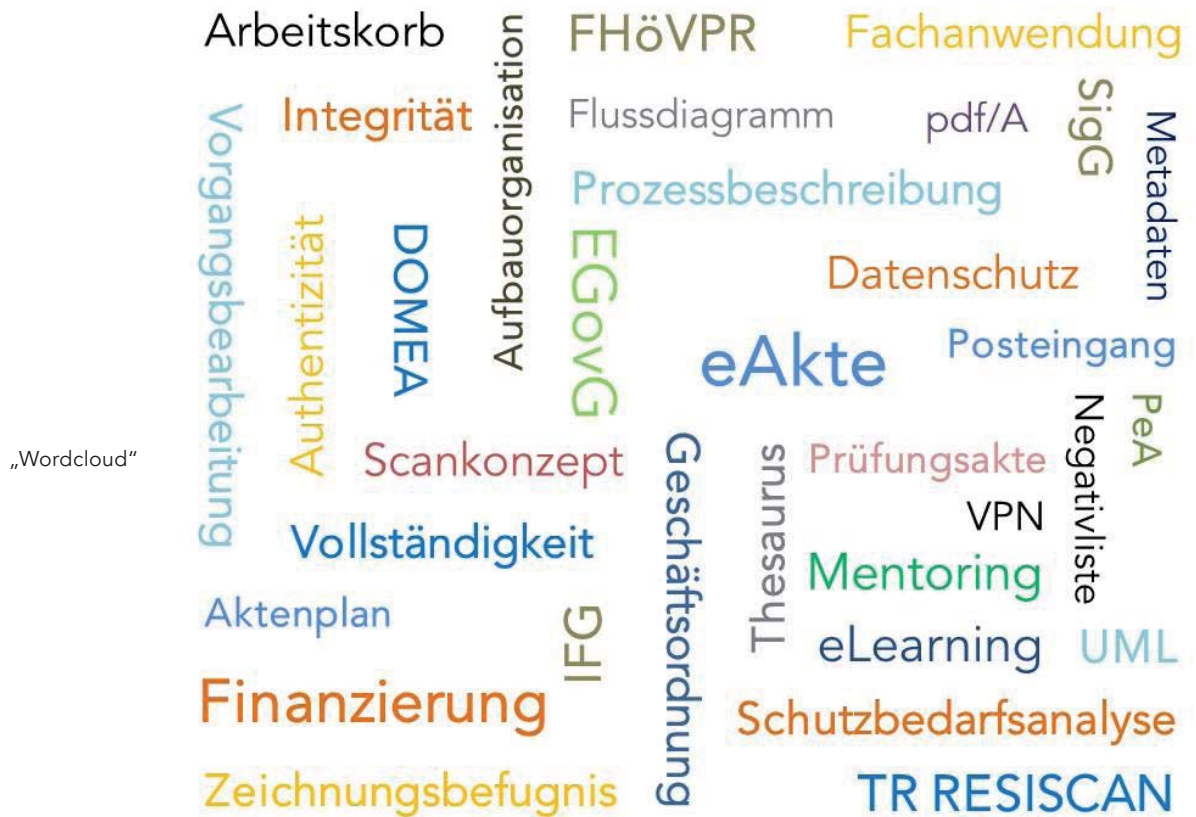 Arbeitskorb
FHöVPR
Fachanwendung
Aufbauorganisation
Integrität
Flussdiagramm
pdf/A
SigG
Metadaten
Vorgangsbearbeitung
Prozessbeschreibung
Authentizität
DOMEA
EGovG
Datenschutz
eAkte
Posteingang
„Wordcloud“
Scankonzept
Geschäftsordnung
Thesaurus
Prüfungsakte
Negativliste
PeA
VPN
Vollständigkeit
Mentoring
Aktenplan
IFG
eLearning
UML
Finanzierung
Schutzbedarfsanalyse
Zeichnungsbefugnis
TR RESISCAN